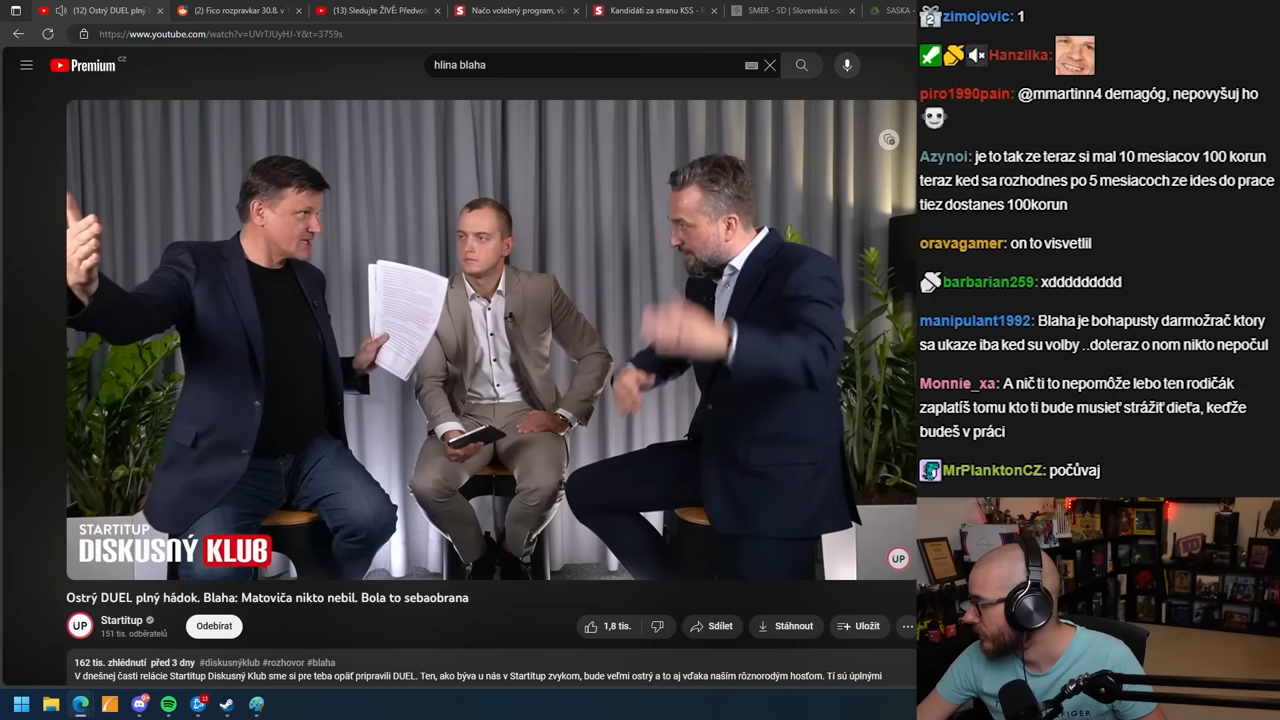 (12) Ostrý DUEL plný
(2) Fico rozpravkar 30.8. v T
(13) Sledujte ŽIVĚ: Předvol
Načo volebný program, vš
Kandidáti za stranu KSS - F
SMER - SD | Slovenská soc
SASKA -
https://www.youtube.com/watch?v=UVrTJUyHJ-Y&t=3759s
Premium CZ
hlina blaha
STARTITUP
DISKUSNÝ KLUB
UP
Ostrý DUEL plný hádok. Blaha: Matoviča nikto nebil. Bola to sebaobrana
UP
Startitup
151 tis. odběratelů
Odebírat
1,8 tis.
Sdílet
Stáhnout
Uložit
162 tis. zhlédnutí před 3 dny #diskusnýklub #rozhovor #blaha
V dnešnej časti relácie Startitup Diskusný Klub sme si pre teba opäť pripravili DUEL. Ten, ako býva u nás v Startitup zvykom, bude veľmi ostrý a to aj vďaka našim rôznorodým hosťom. Tí sú úplnými
2 zimojovic: 1
Hanzilka:
piro1990pain: @mmartinn4 demagóg, nepovyšuj ho
Azynoi: je to tak ze teraz si mal 10 mesiacov 100 korun
teraz ked sa rozhodnes po 5 mesiacoch ze ides do prace
tiez dostanes 100korun
oravagamer: on to visvetlil
barbarian259: xddddddddd
manipulant1992: Blaha je bohapusty darmožrač ktory
sa ukaze iba ked su volby ..doteraz o nom nikto nepočul
Monnie_xa: A nič ti to nepomôže lebo ten rodičák
zaplatíš tomu kto ti bude musieť strážiť dieťa, keďže
budeš v práci
MrPlanktonCZ: počúvaj